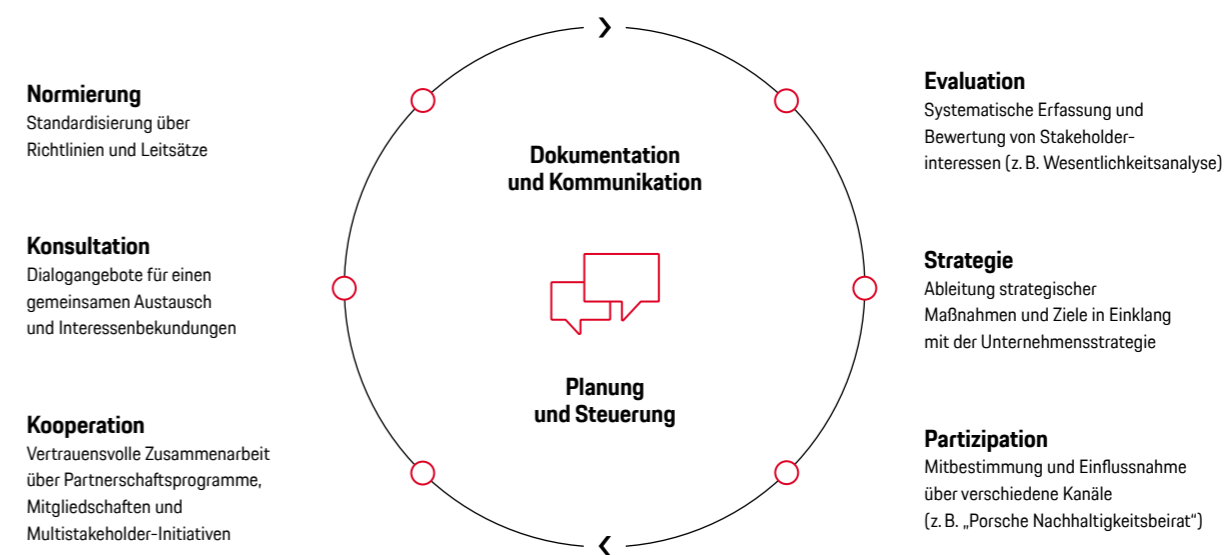 Normierung
Standardisierung über
Richtlinien und Leitsätze
Konsultation
Dialogangebote für einen
gemeinsamen Austausch
und Interessenbekundungen
Kooperation
Vertrauensvolle Zusammenarbeit
über Partnerschaftsprogramme,
Mitgliedschaften und
Multistakeholder-Initiativen
Dokumentation
und Kommunikation
Planung
und Steuerung
Evaluation
Systematische Erfassung und
Bewertung von Stakeholder-
interessen (z. B. Wesentlichkeitsanalyse)
Strategie
Ableitung strategischer
Maßnahmen und Ziele in Einklang
mit der Unternehmensstrategie
Partizipation
Mitbestimmung und Einflussnahme
über verschiedene Kanäle
(z. B. „Porsche Nachhaltigkeitsbeirat“)